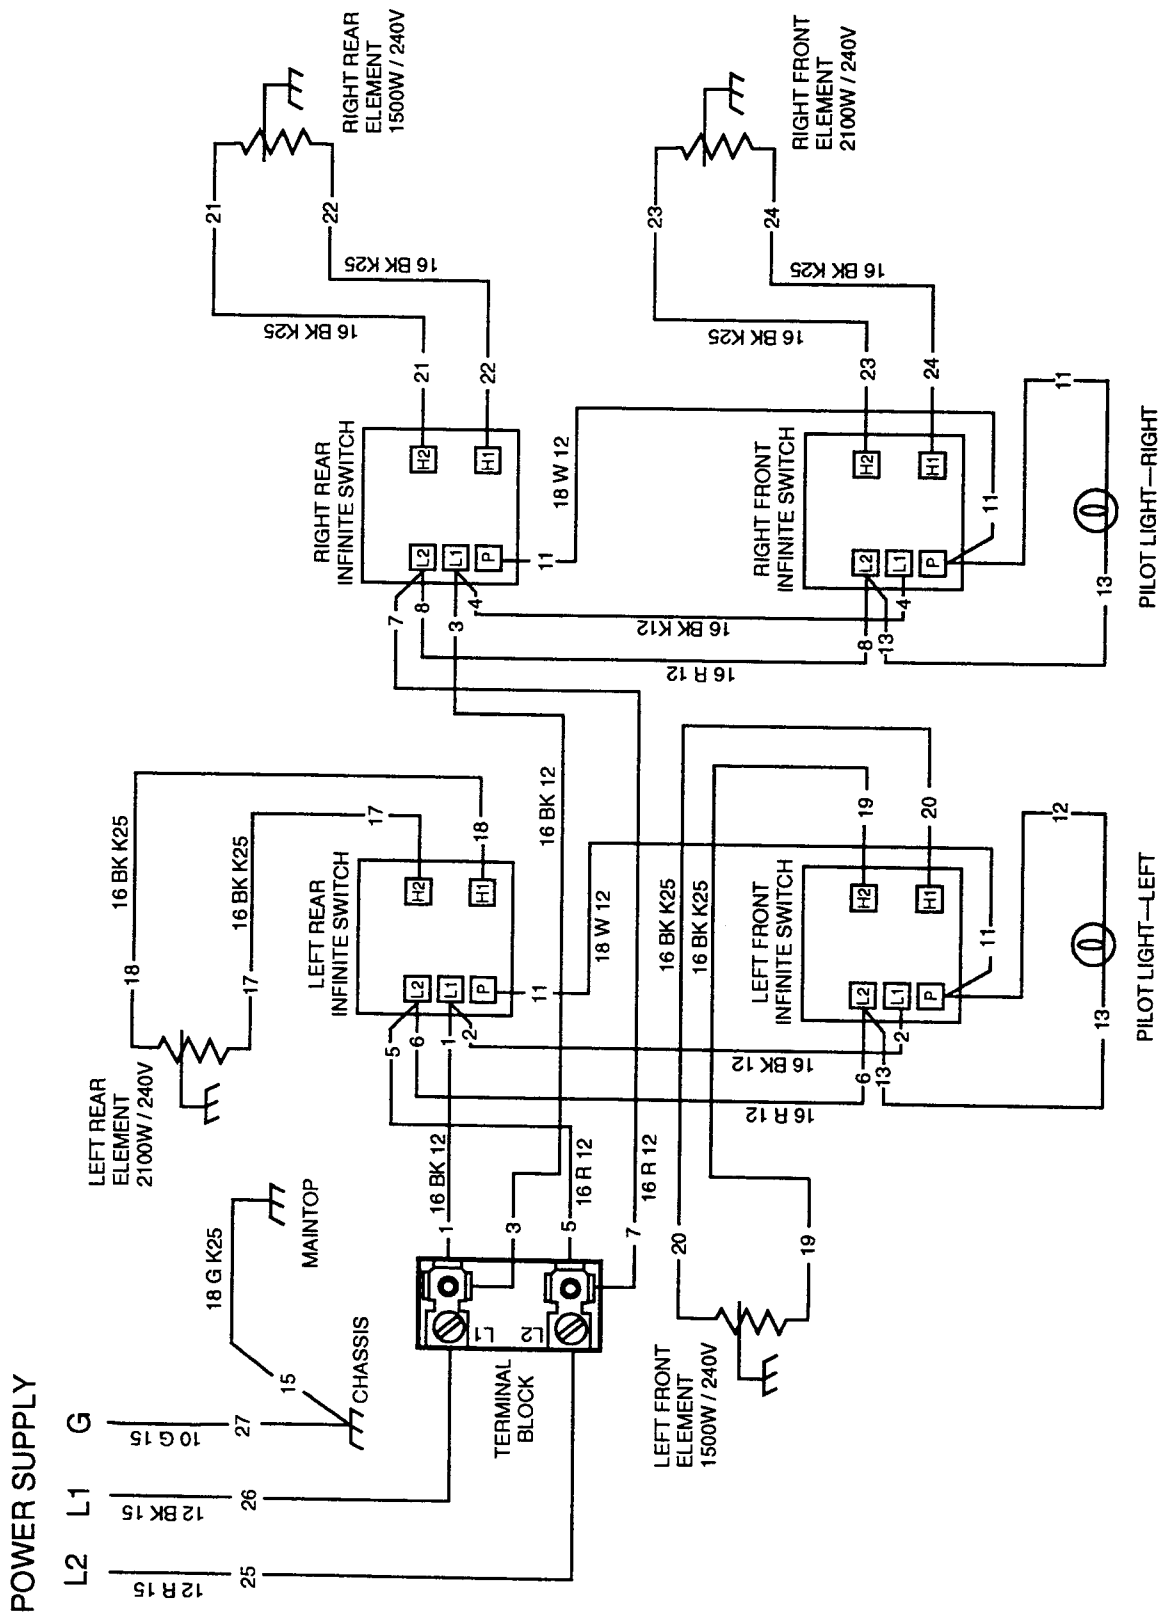 POWER SUPPLY
L2
L1
G
12 R 15
12 BK 15
10 G 15
25
26
27
15
CHASSIS
18 G K25
MAINTOP
TERMINAL
BLOCK
L1
L2
1
3
5
7
16 BK 12
16 R 12
16 R 12
16 BK 12
LEFT REAR
ELEMENT
2100W / 240V
18
17
16 BK K25
16 BK K25
17
18
LEFT REAR
INFINITE SWITCH
L2
L1
P
H2
H1
5
6
1
2
11
18 W 12
16 R 12
16 BK 12
LEFT FRONT
ELEMENT
1500W / 240V
20
19
16 BK K25
16 BK K25
19
20
LEFT FRONT
INFINITE SWITCH
L2
L1
P
H2
H1
6
13
2
11
12
13
PILOT LIGHT—LEFT
RIGHT REAR
INFINITE SWITCH
L2
L1
P
H2
H1
7
8
3
4
11
18 W 12
16 R 12
16 BK K12
21
22
16 BK K25
16 BK K25
21
22
RIGHT REAR
ELEMENT
1500W / 240V
RIGHT FRONT
INFINITE SWITCH
L2
L1
P
H2
H1
8
13
4
11
11
13
PILOT LIGHT—RIGHT
23
24
16 BK K25
16 BK K25
23
24
RIGHT FRONT
ELEMENT
2100W / 240V